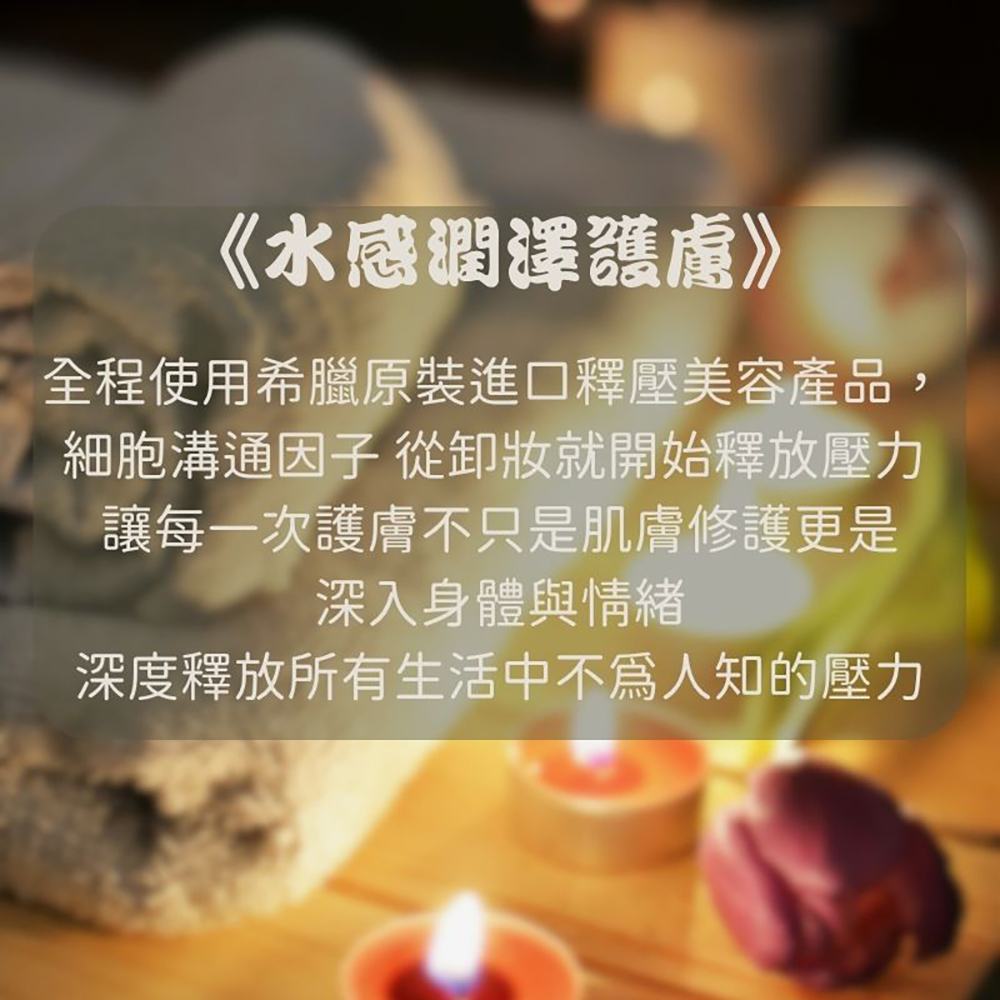 《水感潤澤護膚》
全程使用希臘原裝進口釋壓美容產品，
細胞溝通因子 從卸妝就開始釋放壓力
讓每一次護膚不只是肌膚修護更是
深入身體與情緒
深度釋放所有生活中不為人知的壓力